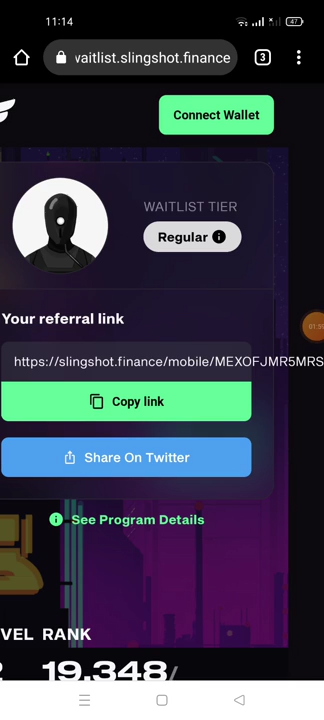 11:14
47
vaitlist.slingshot.finance
3
Connect Wallet
WAITLIST TIER
Regular
Your referral link
https://slingshot.finance/mobile/MEXOFJMR5MRS
Copy link
Share On Twitter
See Program Details
VEL RANK
19,348/